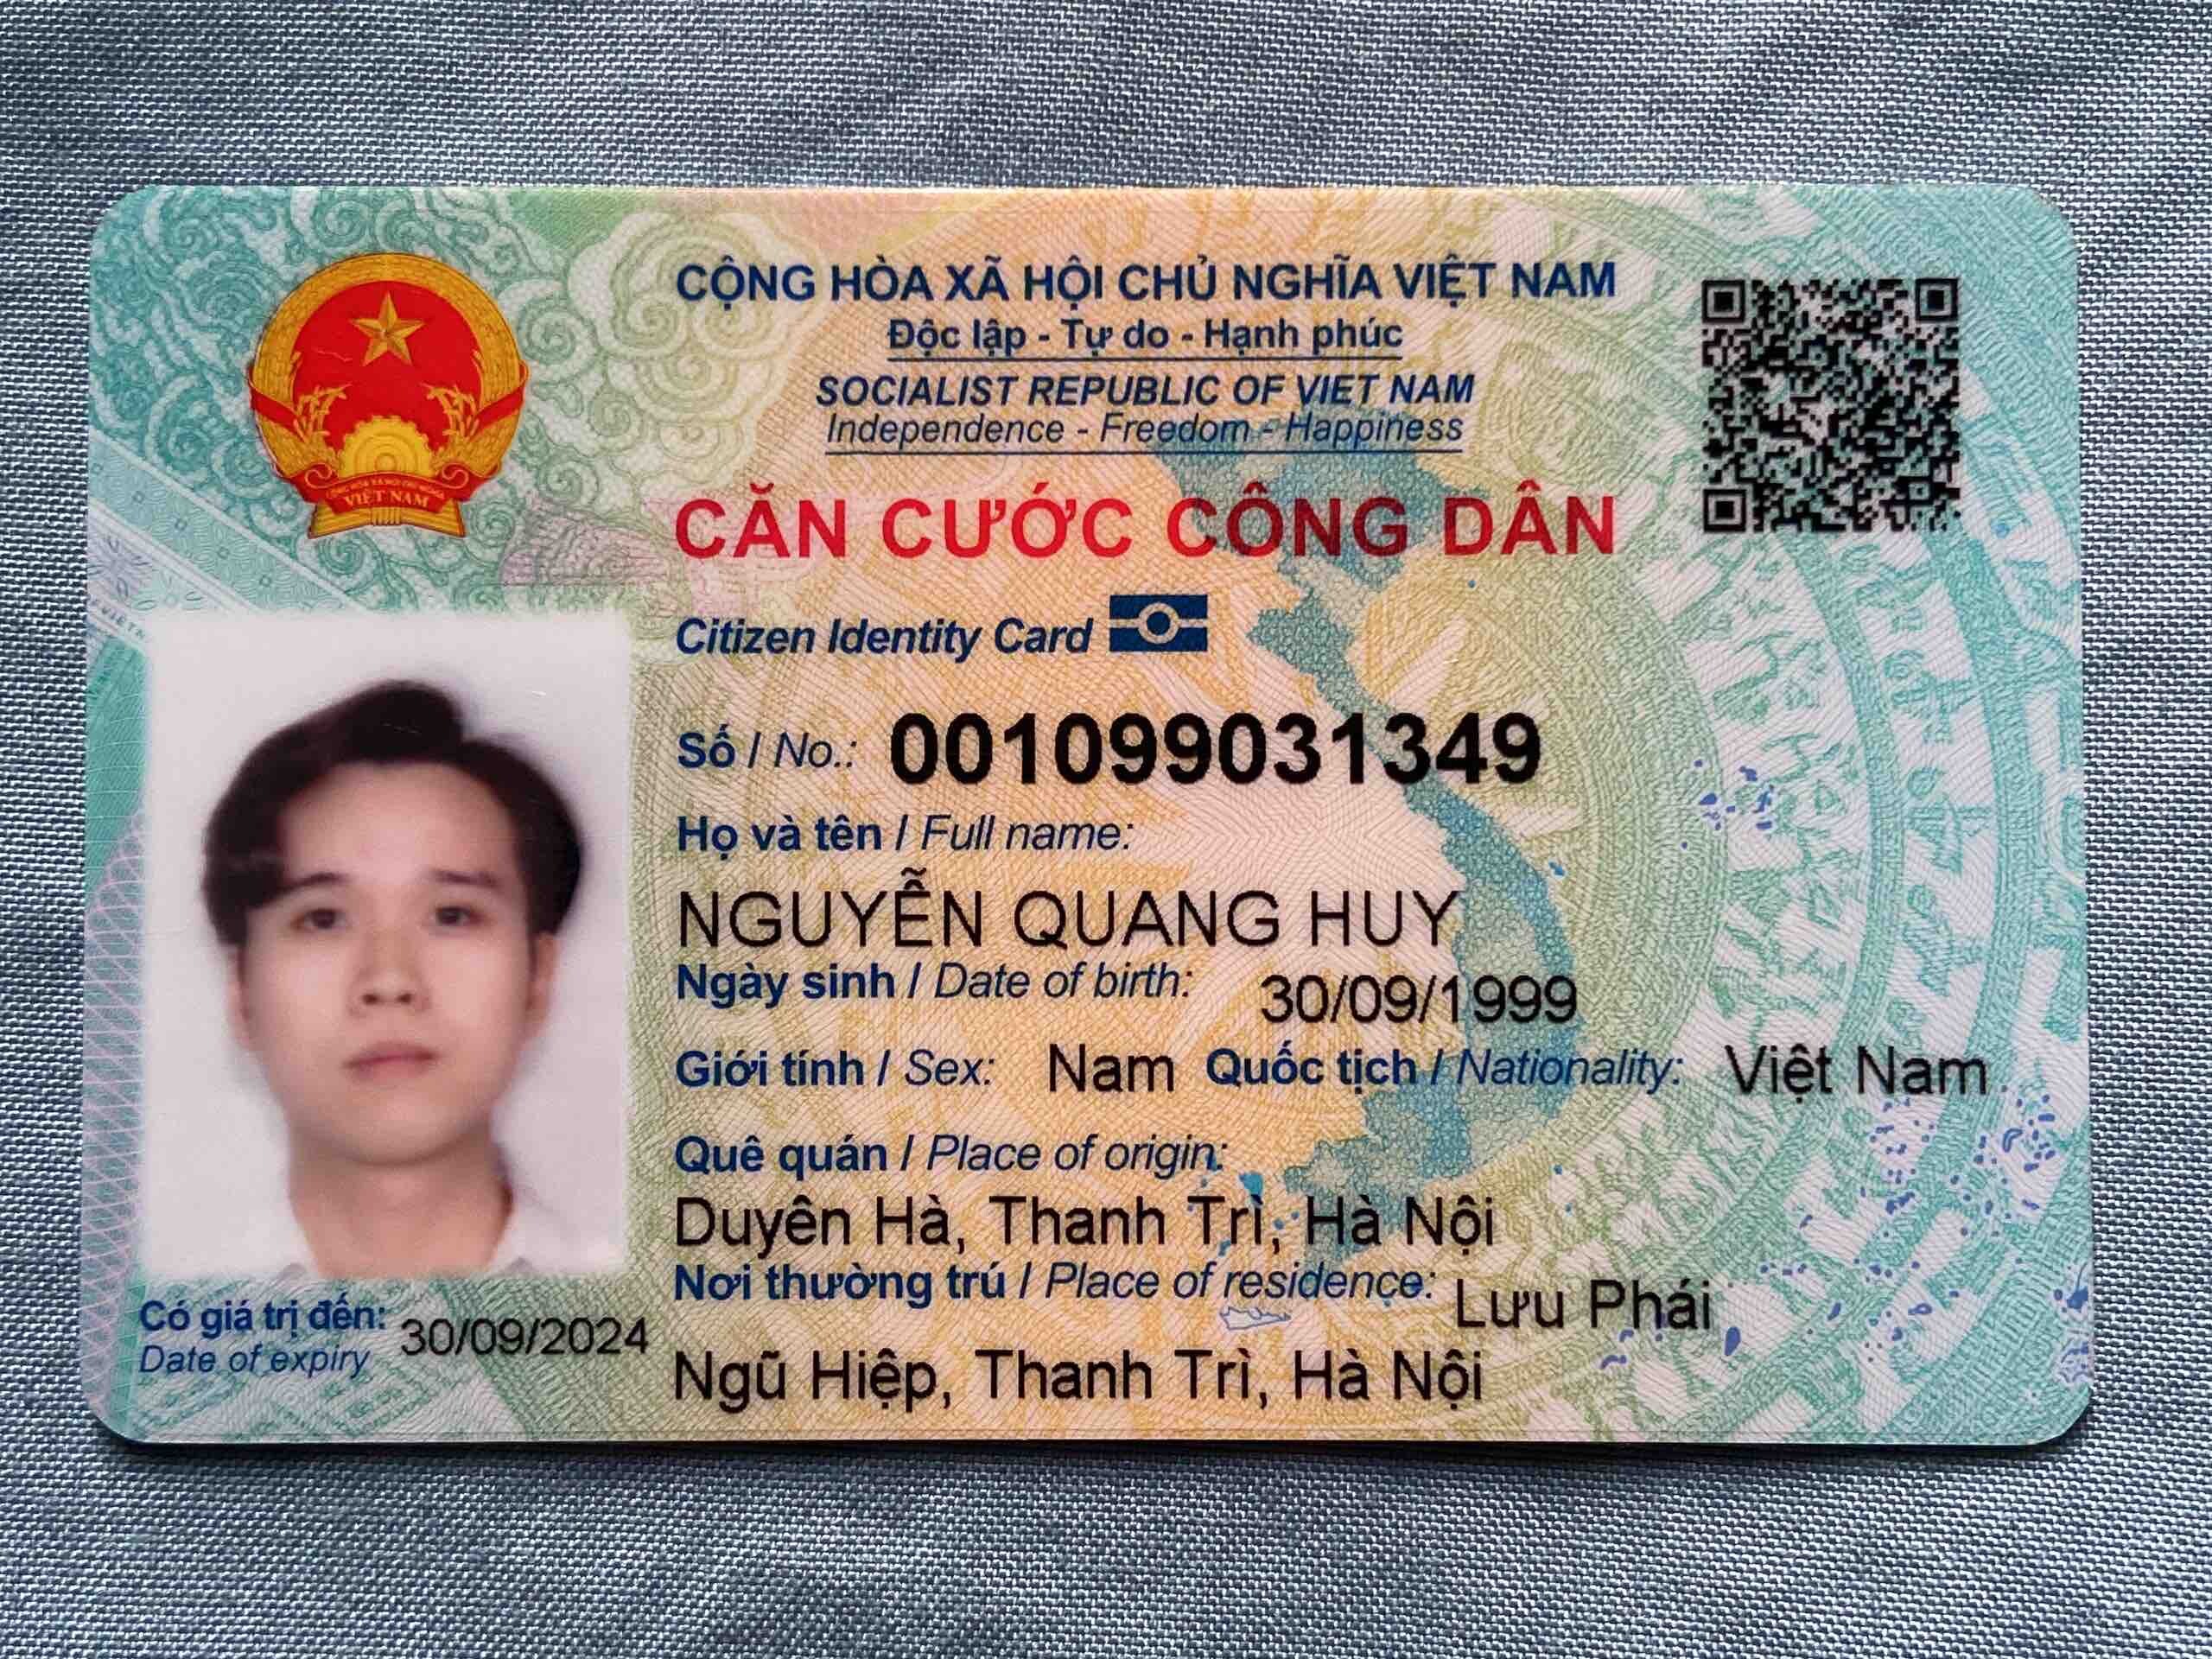 CỘNG HÒA XÃ HỘI CHỦ NGHĨA VIỆT NAM
Độc lập - Tự do - Hạnh phúc
SOCIALIST REPUBLIC OF VIET NAM
Independence - Freedom - Happiness
CĂN CƯỚC CÔNG DÂN
Citizen Identity Card
VIỆT NAM
Số / No.: 001099031349
Họ và tên / Full name:
NGUYỄN QUANG HUY
Ngày sinh / Date of birth: 30/09/1999
Giới tính / Sex: Nam Quốc tịch / Nationality: Việt Nam
Quê quán / Place of origin:
Duyên Hà, Thanh Trì, Hà Nội
Nơi thường trú / Place of residence: Lưu Phái
Ngũ Hiệp, Thanh Trì, Hà Nội
Có giá trị đến: 30/09/2024
Date of expiry